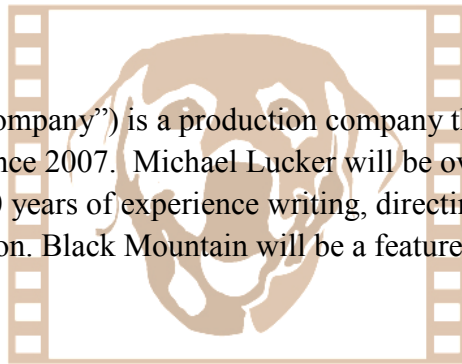 ompany”) is a production company th
nce 2007. Michael Lucker will be ov
years of experience writing, directin
on. Black Mountain will be a feature